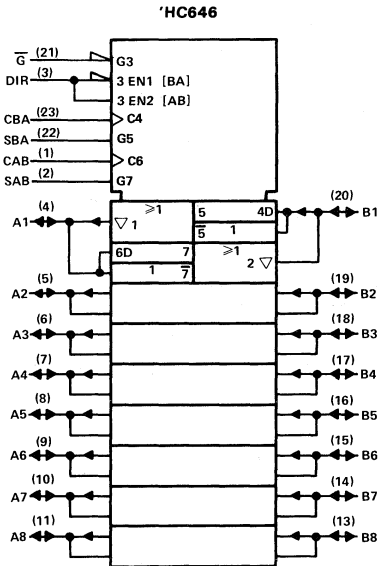 'HC646
G (21) G3
DIR (3) 3 EN1 [BA]
3 EN2 [AB]
CBA (23) C4
SBA (22) G5
CAB (1) C6
SAB (2) G7
A1 (4) ≥1 ▽ 1 5 4D (20) B1
5 1
6D 7 ≥1
1 7 2 ▽
A2 (5) (19) B2
A3 (6) (18) B3
A4 (7) (17) B4
A5 (8) (16) B5
A6 (9) (15) B6
A7 (10) (14) B7
A8 (11) (13) B8